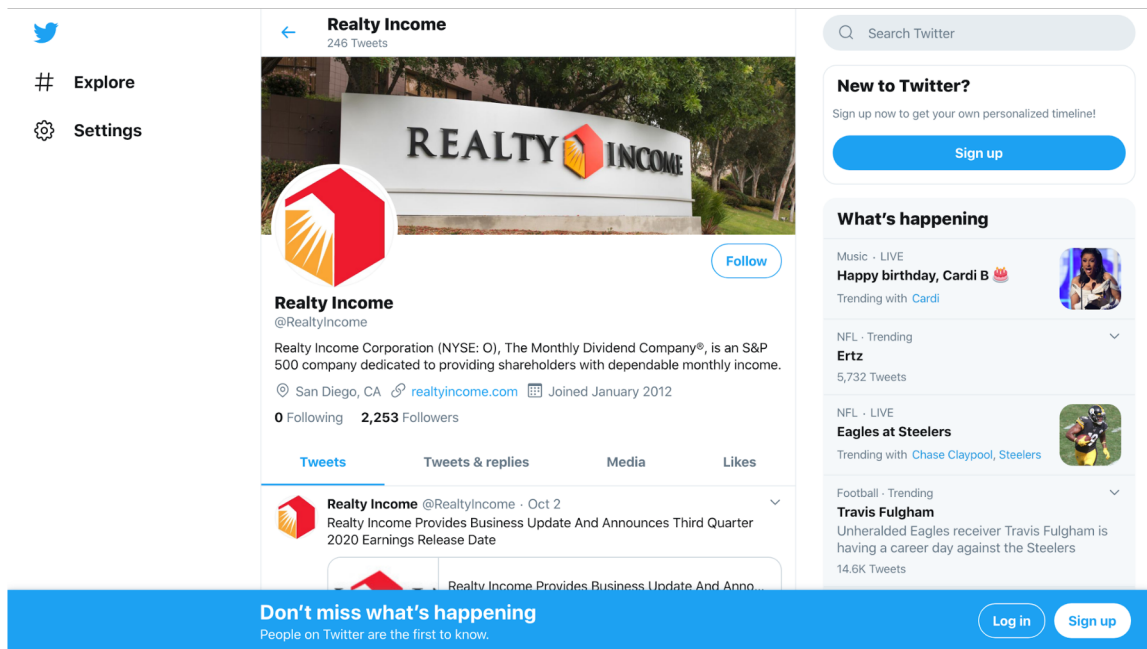 Explore
Settings
Realty Income
246 Tweets
REALTY INCOME
Follow
Realty Income
@RealtyIncome
Realty Income Corporation (NYSE: O), The Monthly Dividend Company®, is an S&P
500 company dedicated to providing shareholders with dependable monthly income.
San Diego, CA realtyincome.com Joined January 2012
0 Following 2,253 Followers
Tweets Tweets & replies Media Likes
Realty Income @RealtyIncome · Oct 2
Realty Income Provides Business Update And Announces Third Quarter
2020 Earnings Release Date
Realty Income Provides Business Update And Anno...
Search Twitter
New to Twitter?
Sign up now to get your own personalized timeline!
Sign up
What's happening
Music · LIVE
Happy birthday, Cardi B 🎂
Trending with Cardi
NFL · Trending
Ertz
5,732 Tweets
NFL · LIVE
Eagles at Steelers
Trending with Chase Claypool, Steelers
Football · Trending
Travis Fulgham
Unheralded Eagles receiver Travis Fulgham is
having a career day against the Steelers
14.6K Tweets
Don't miss what's happening
People on Twitter are the first to know.
Log in
Sign up